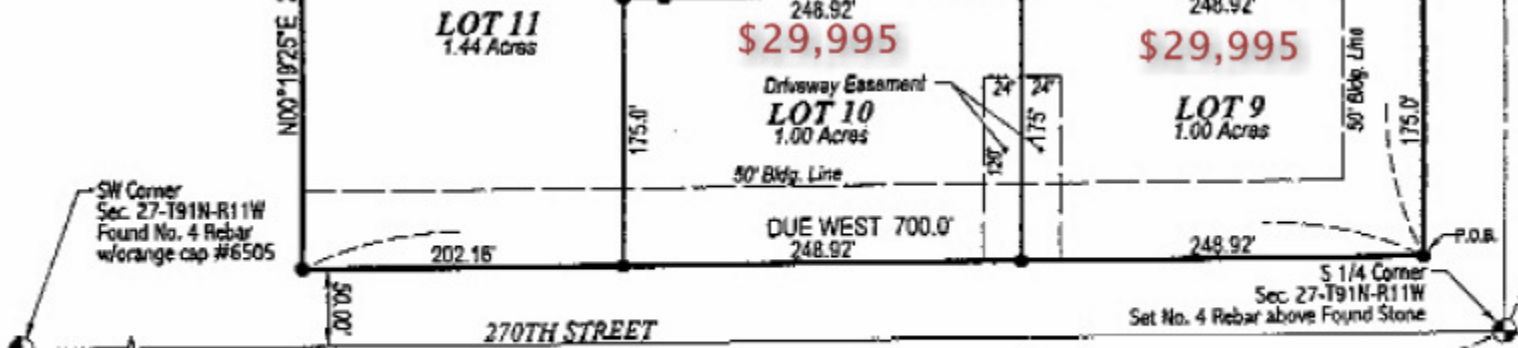 248.92'
248.92'
LOT 11
1.44 Acres
$29,995
$29,995
N00°19'25"E
50' Bldg. Line
Driveway Easement
24'
24'
LOT 10
1.00 Acres
LOT 9
1.00 Acres
175.0'
175'
175.0'
120'
50' Bldg. Line
SW Corner
Sec. 27-T91N-R11W
Found No. 4 Rebar
w/orange cap #6505
DUE WEST 700.0'
202.16'
248.92'
248.92'
P.O.B.
S 1/4 Corner
Sec. 27-T91N-R11W
Set No. 4 Rebar above Found Stone
50.00'
270TH STREET